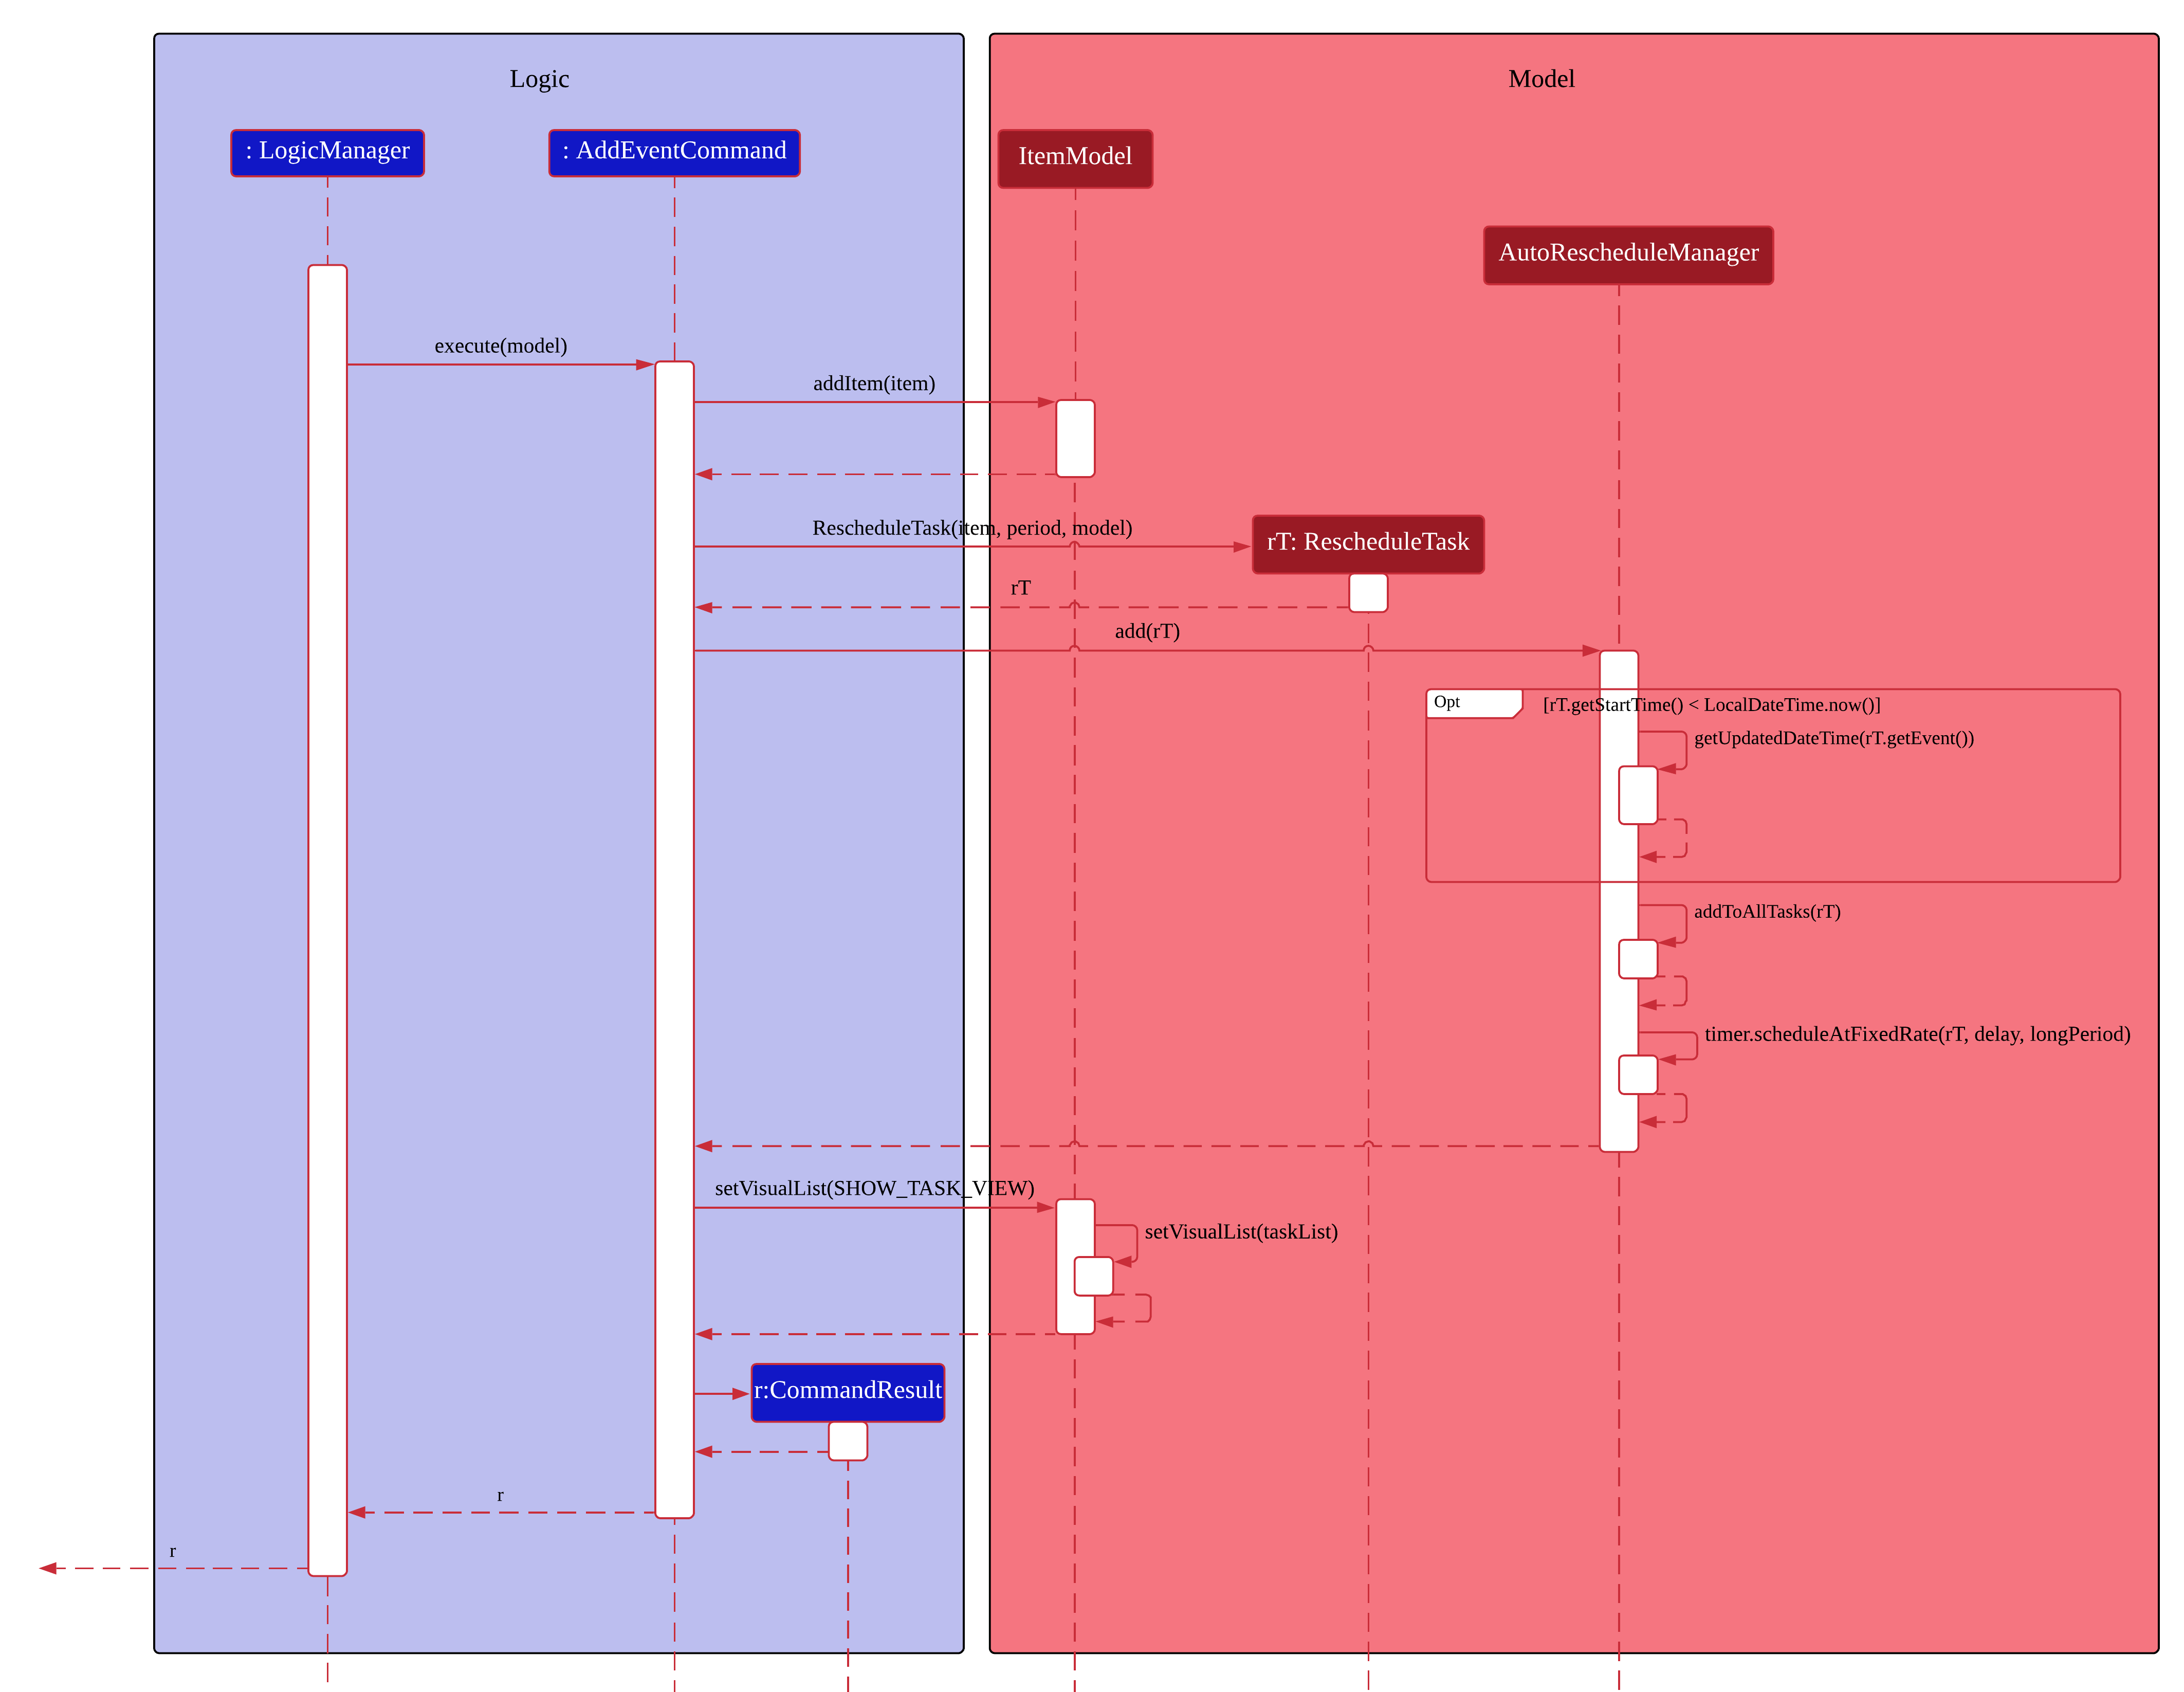 Logic
Model
: LogicManager
: AddEventCommand
ItemModel
AutoRescheduleManager
execute(model)
addItem(item)
RescheduleTask(item, period, model)
rT: RescheduleTask
rT
add(rT)
Opt
[rT.getStartTime() < LocalDateTime.now()]
getUpdatedDateTime(rT.getEvent())
addToAllTasks(rT)
timer.scheduleAtFixedRate(rT, delay, longPeriod)
setVisualList(SHOW_TASK_VIEW)
setVisualList(taskList)
r:CommandResult
r
r